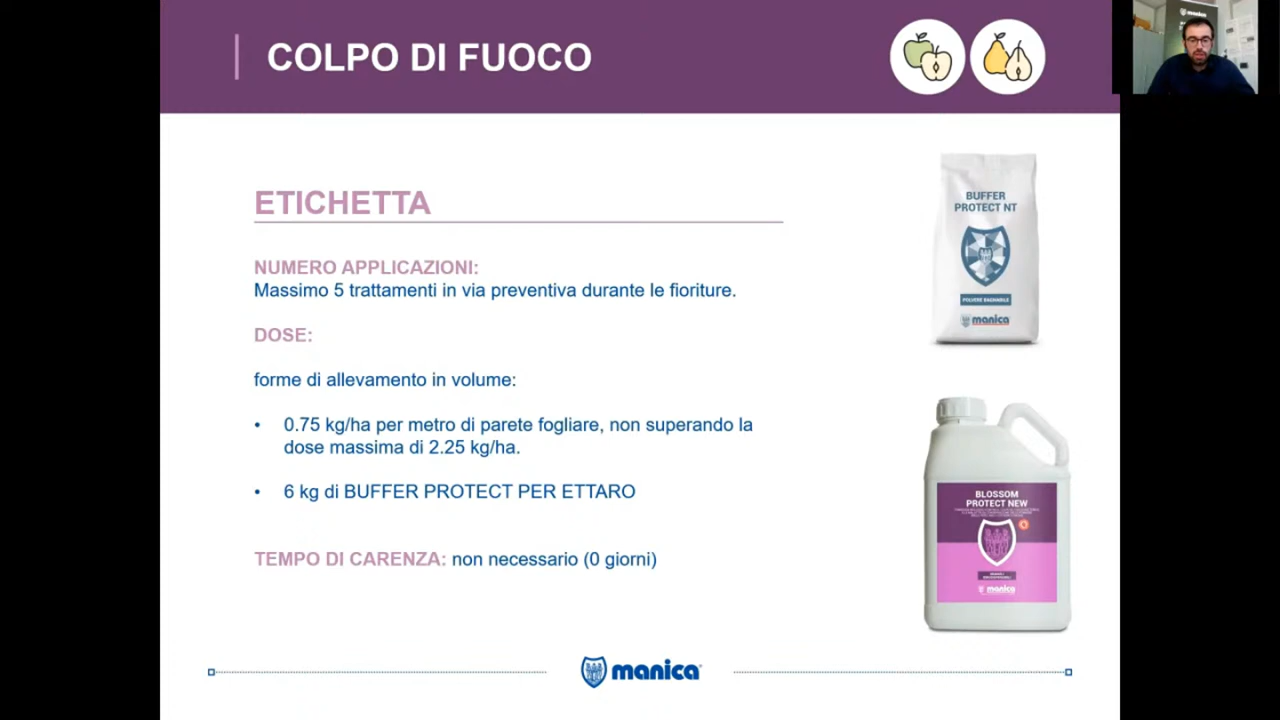 COLPO DI FUOCO
manica
ETICHETTA
NUMERO APPLICAZIONI:
Massimo 5 trattamenti in via preventiva durante le fioriture.
DOSE:
forme di allevamento in volume:
• 0.75 kg/ha per metro di parete fogliare, non superando la
dose massima di 2.25 kg/ha.
• 6 kg di BUFFER PROTECT PER ETTARO
TEMPO DI CARENZA: non necessario (0 giorni)
BUFFER
PROTECT NT
POLVERE BAGNABILE
manica
BLOSSOM
PROTECT NEW
manica
manica